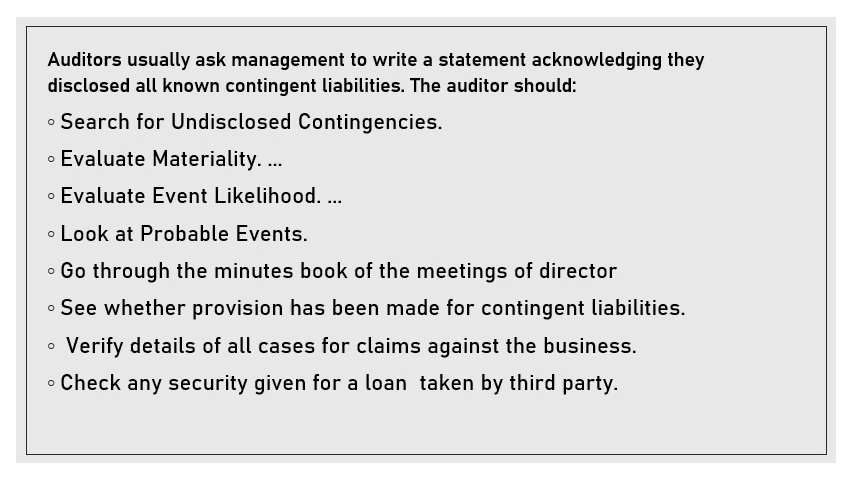 Auditors usually ask management to write a statement acknowledging they
disclosed all known contingent liabilities. The auditor should:
◦ Search for Undisclosed Contingencies.
◦ Evaluate Materiality. ...
◦ Evaluate Event Likelihood. ...
◦ Look at Probable Events.
◦ Go through the minutes book of the meetings of director
◦ See whether provision has been made for contingent liabilities.
◦  Verify details of all cases for claims against the business.
◦ Check any security given for a loan  taken by third party.